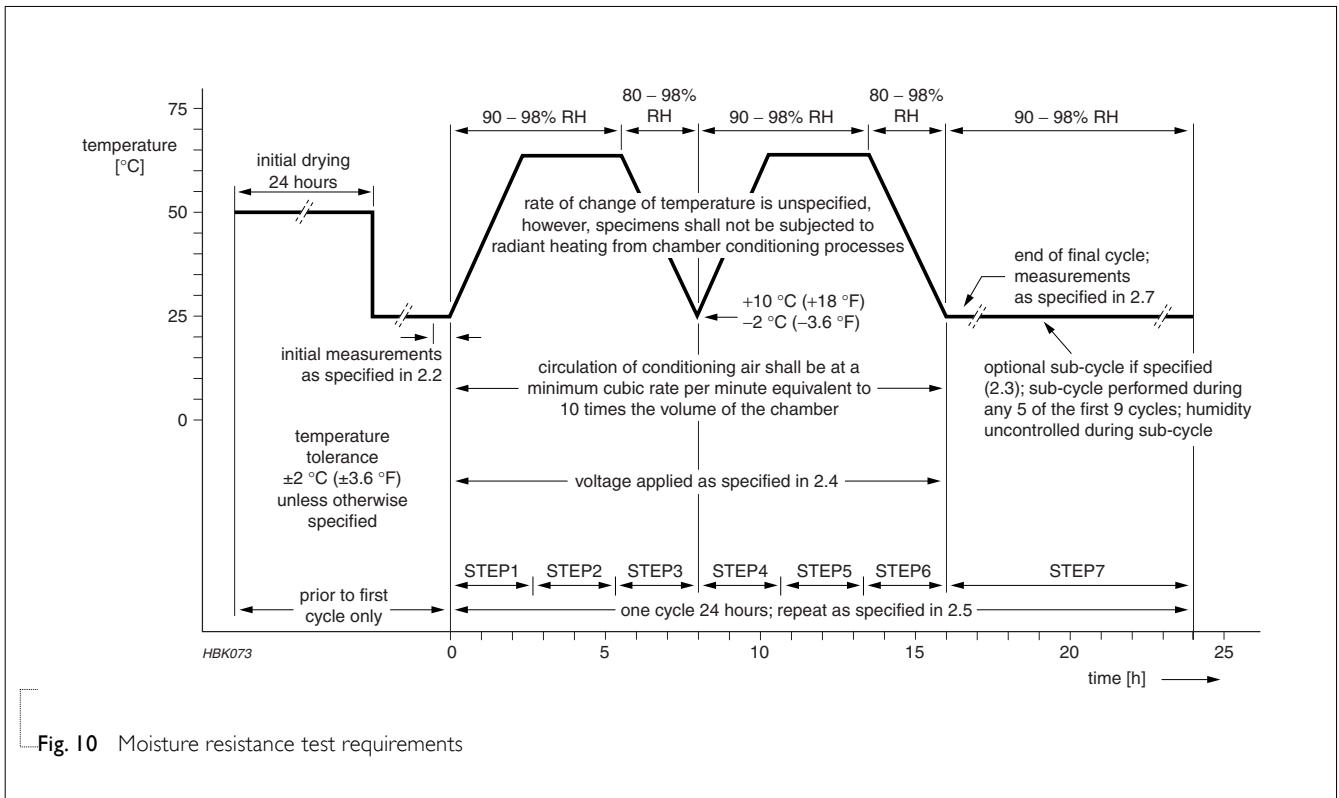 80 – 98%
RH
80 – 98%
RH
90 – 98% RH
90 – 98% RH
90 – 98% RH
75
temperature
[°C]
initial drying
24 hours
50
rate of change of temperature is unspecified,
however, specimens shall not be subjected to
radiant heating from chamber conditioning processes
end of final cycle;
measurements
as specified in 2.7
+10 °C (+18 °F)
−2 °C (−3.6 °F)
25
initial measurements
as specified in 2.2
circulation of conditioning air shall be at a
minimum cubic rate per minute equivalent to
10 times the volume of the chamber
optional sub-cycle if specified
(2.3); sub-cycle performed during
any 5 of the first 9 cycles; humidity
uncontrolled during sub-cycle
0
temperature
tolerance
±2 °C (±3.6 °F)
unless otherwise
specified
voltage applied as specified in 2.4
STEP1 STEP2 STEP3 STEP4 STEP5 STEP6 STEP7
prior to first
cycle only
one cycle 24 hours; repeat as specified in 2.5
HBK073
0 5 10 15 20 25
time [h]
Fig. 10 Moisture resistance test requirements